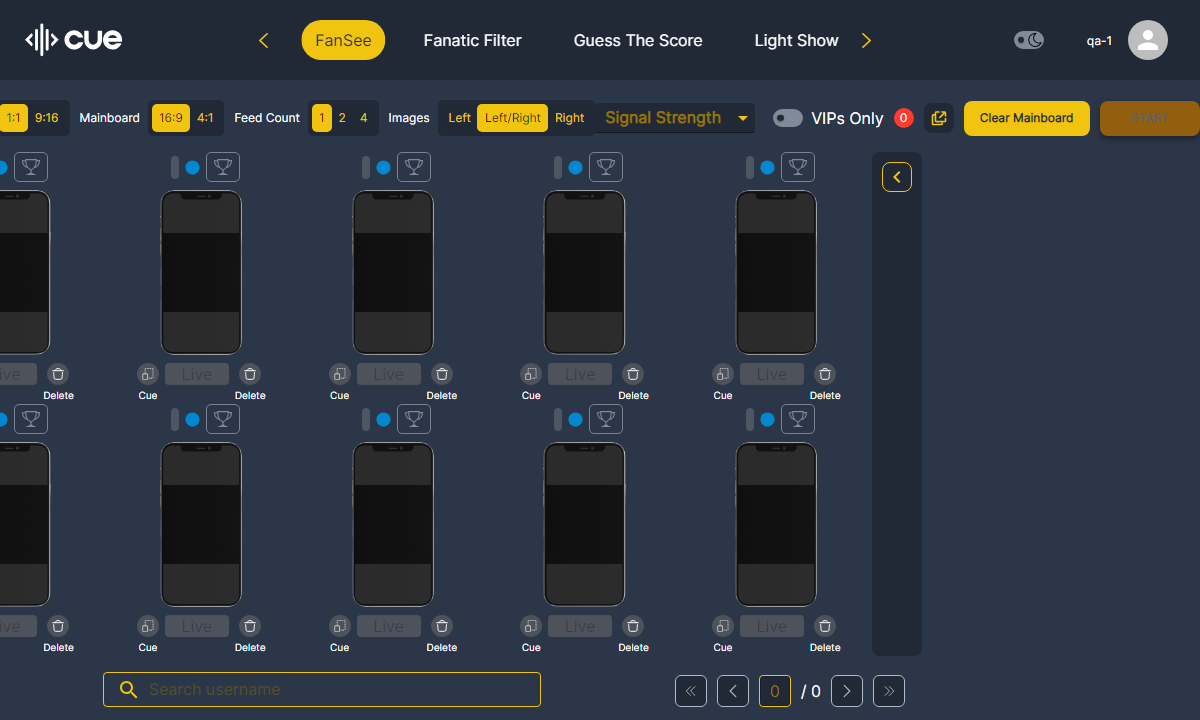 cue
FanSee
Fanatic Filter
Guess The Score
Light Show
qa-1
1:1 9:16
Mainboard
16:9 4:1
Feed Count
1 2 4
Images
Left Left/Right Right
Signal Strength
VIPs Only
0
Clear Mainboard
START
ive Live Live Live Live
Delete Cue Delete Cue Delete Cue Delete Cue Delete
ive Live Live Live Live
Delete Cue Delete Cue Delete Cue Delete Cue Delete
Search username
0 / 0